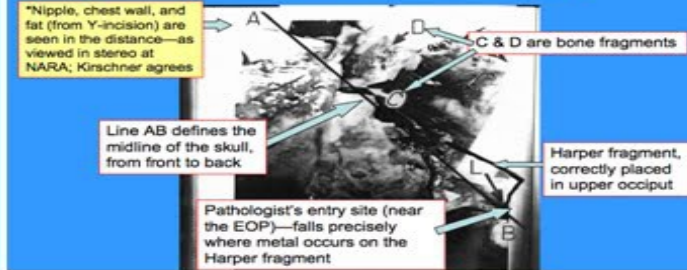 "Nipple, chest wall, and
fat (from Y-incision) are
seen in the distance—as
viewed in stereo at
NARA; Kirschner agrees
A
D
C & D are bone fragments
C
Line AB defines the
midline of the skull,
from front to back
Harper fragment,
correctly placed
in upper occiput
L
Pathologist's entry site (near
the EOP)—falls precisely
where metal occurs on the
Harper fragment
B